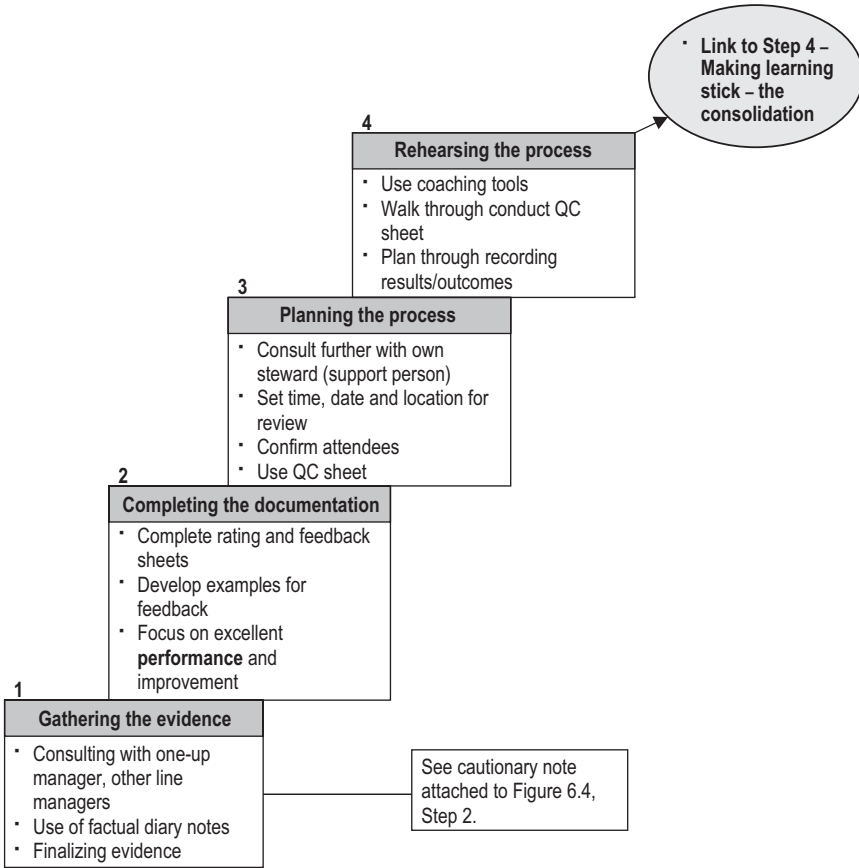 ▪ Link to Step 4 –
Making learning
stick – the
consolidation
4
Rehearsing the process
▪ Use coaching tools
▪ Walk through conduct QC
sheet
▪ Plan through recording
results/outcomes
3
Planning the process
▪ Consult further with own
steward (support person)
▪ Set time, date and location for
review
▪ Confirm attendees
▪ Use QC sheet
2
Completing the documentation
▪ Complete rating and feedback
sheets
▪ Develop examples for
feedback
▪ Focus on excellent
performance and
improvement
1
Gathering the evidence
▪ Consulting with one-up
manager, other line
managers
▪ Use of factual diary notes
▪ Finalizing evidence
See cautionary note
attached to Figure 6.4,
Step 2.